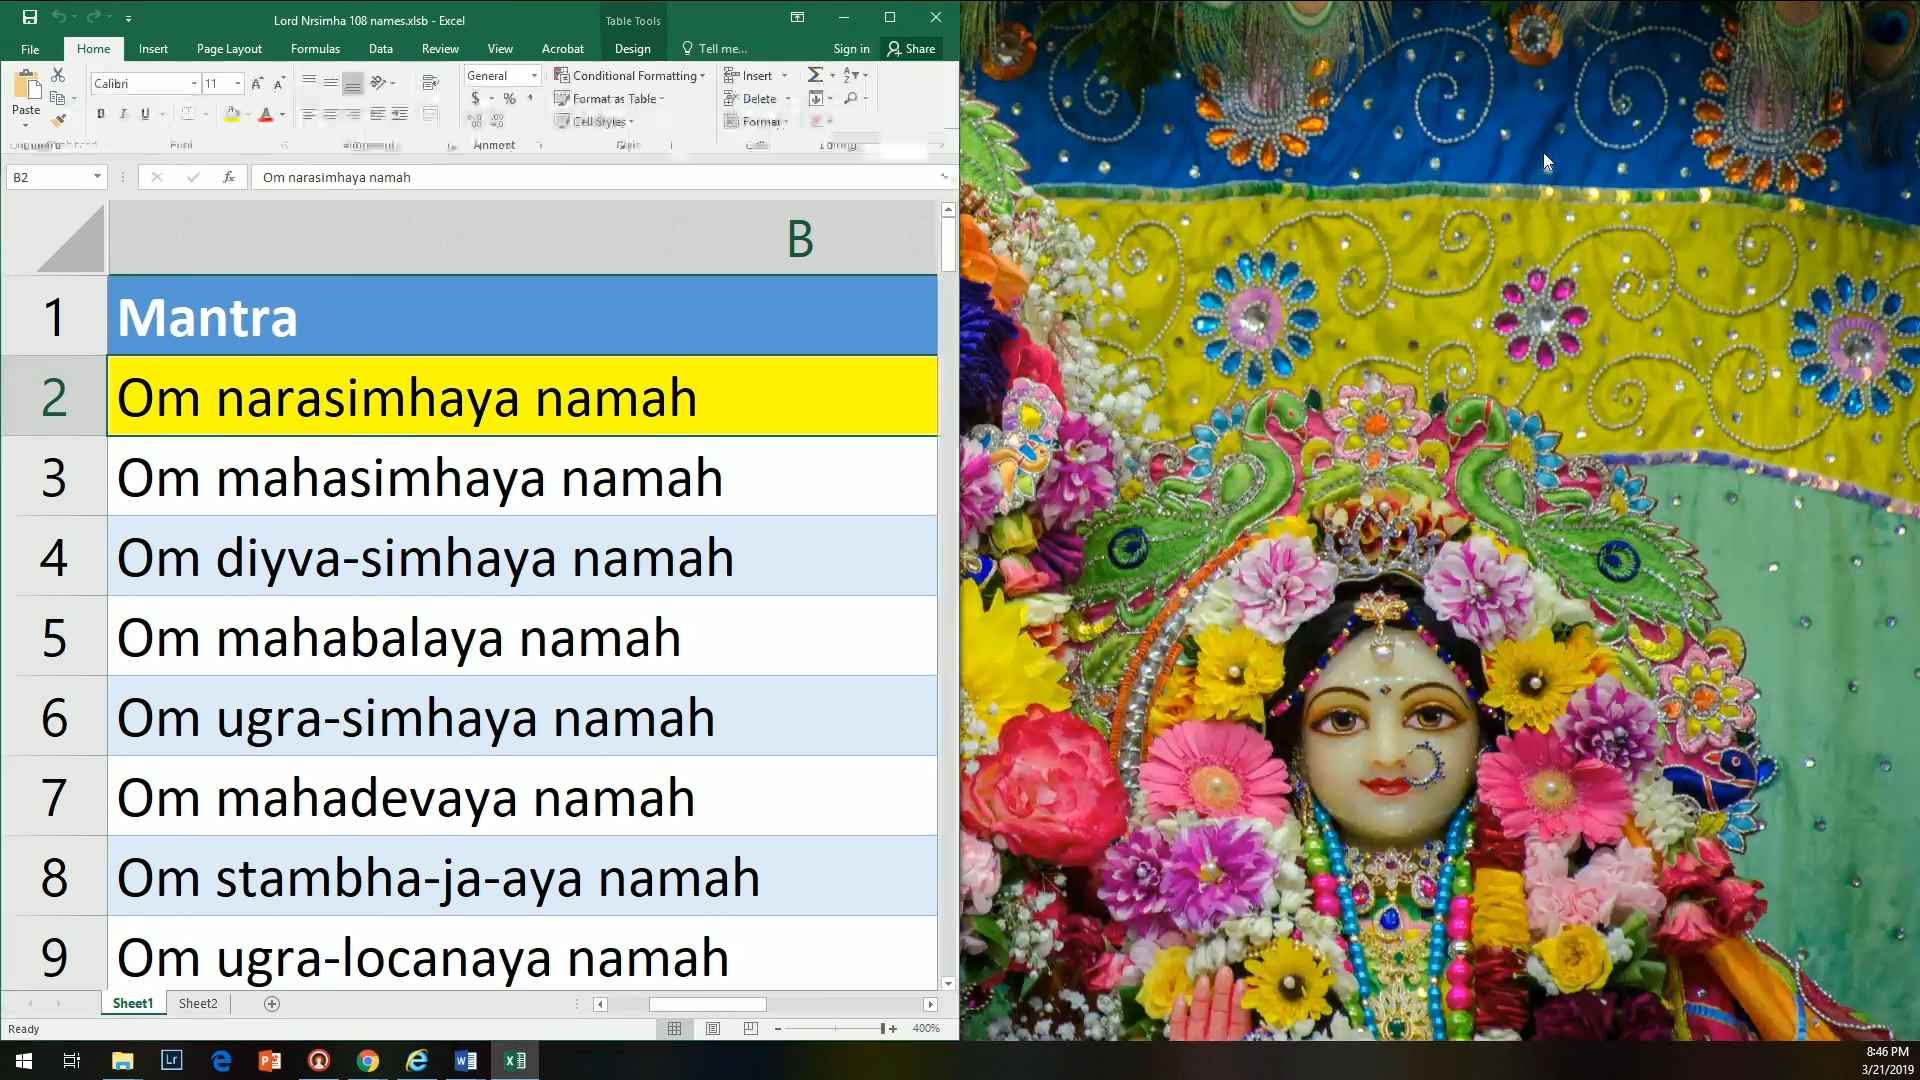 Lord Nrsimha 108 names.xlsb - Excel
Table Tools
File Home Insert Page Layout Formulas Data Review View Acrobat Design Tell me... Sign in Share
Paste
Calibri 11
B I U
General
$ % ,
Conditional Formatting
Format as Table
Cell Styles
Insert
Delete
Format
B2 fx Om narasimhaya namah
B
1 Mantra
2 Om narasimhaya namah
3 Om mahasimhaya namah
4 Om diyva-simhaya namah
5 Om mahabalaya namah
6 Om ugra-simhaya namah
7 Om mahadevaya namah
8 Om stambha-ja-aya namah
9 Om ugra-locanaya namah
Sheet1 Sheet2
Ready 400%
8:46 PM
3/21/2019